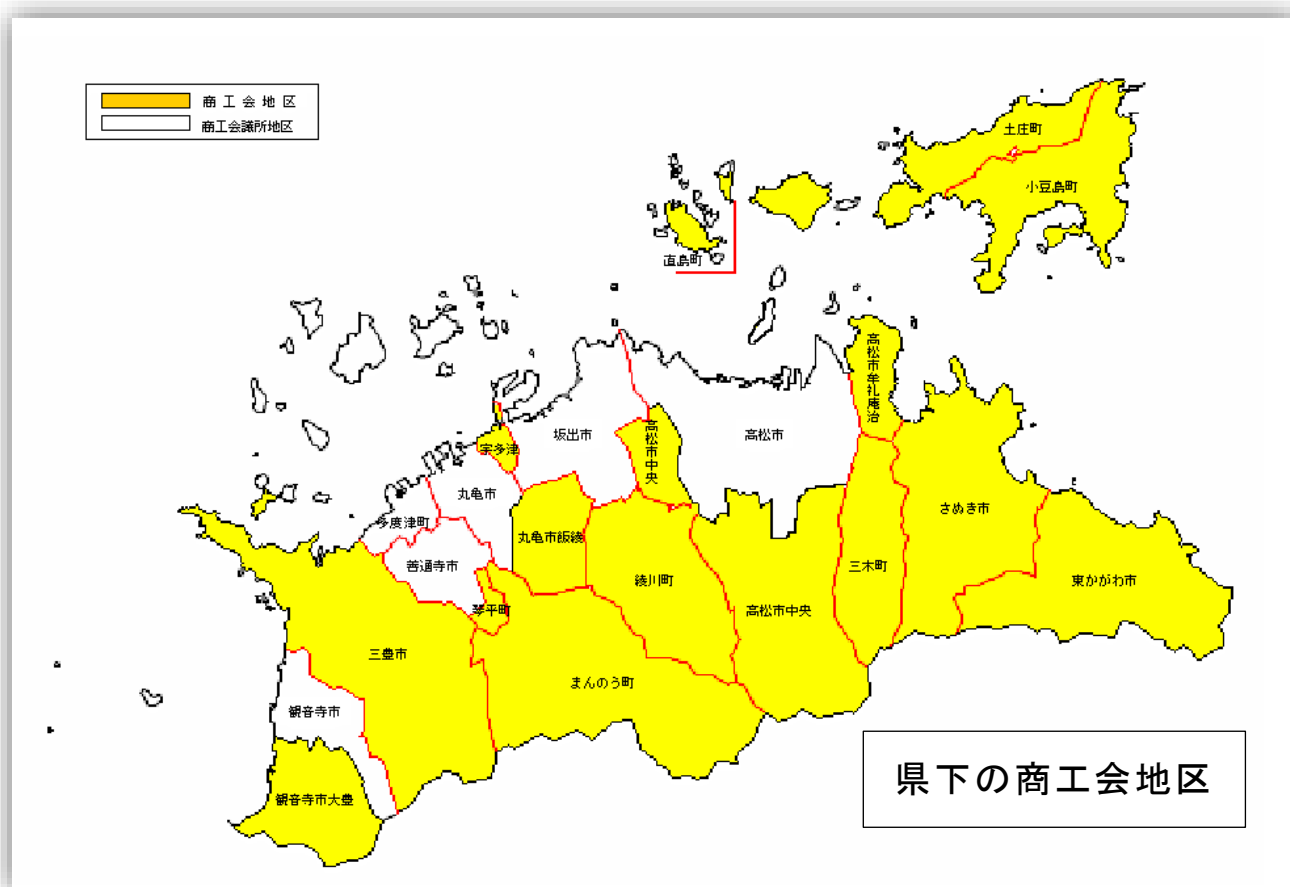 商工会地区
商工会議所地区
土庄町
小豆島町
直島町
高松市牟礼庵治
宇多津
坂出市
高松市中央
高松市
丸亀市
多度津町
丸亀市飯綾
さぬき市
善通寺市
綾川町
三木町
東かがわ市
琴平町
高松市中央
三豊市
まんのう町
観音寺市
観音寺市大豊
県下の商工会地区